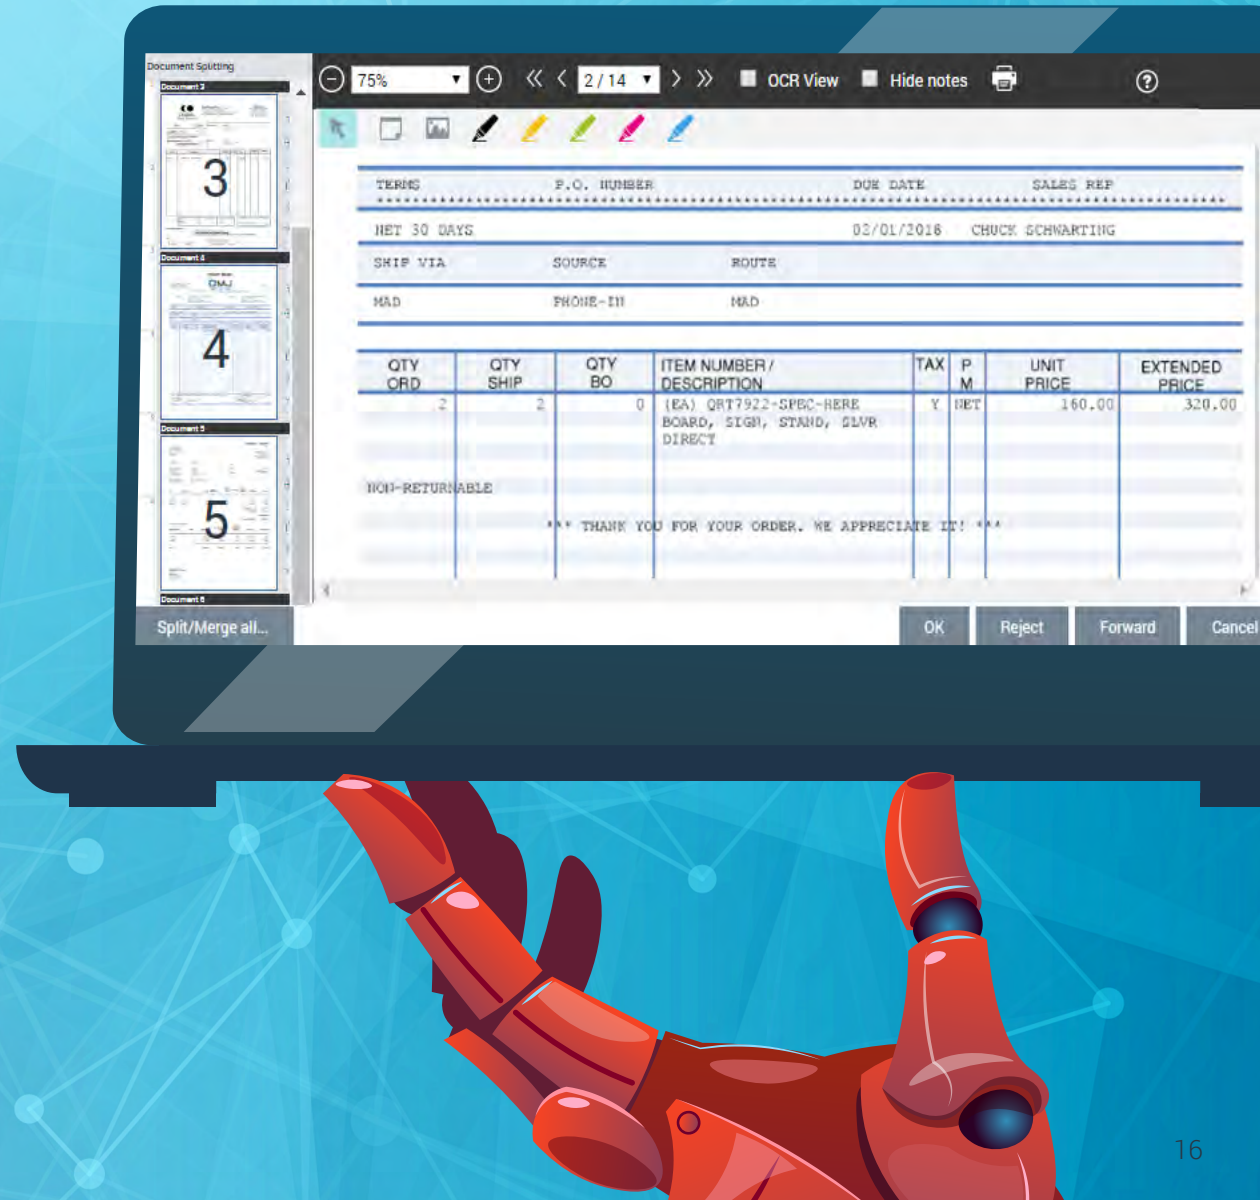 Document Splitting
Document 3
3
Document 4
4
Document 5
5
Document 6
Split/Merge all...
75%
2 / 14
OCR View
Hide notes
?
TERMS P.O. NUMBER DUE DATE SALES REP
NET 30 DAYS 02/01/2018 CHUCK SCHWARTING
SHIP VIA SOURCE ROUTE
MAD PHONE-IN MAD
QTY ORD QTY SHIP QTY BO ITEM NUMBER / DESCRIPTION TAX P M UNIT PRICE EXTENDED PRICE
2 2 0 (EA) QRT7922-SPEC-HERE Y NET 160.00 320.00
BOARD, SIGN, STAND, SLVR
DIRECT
NON-RETURNABLE
*** THANK YOU FOR YOUR ORDER. WE APPRECIATE IT! ***
OK Reject Forward Cancel
16